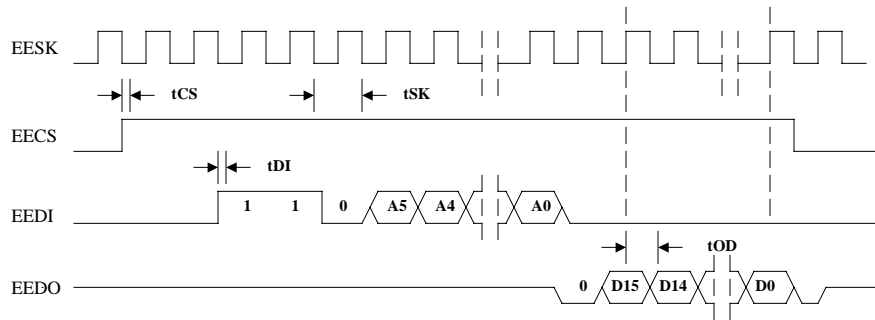 EESK
tCS
tSK
EECS
tDI
EEDI
1 1 0 A5 A4 A0
tOD
EEDO
0 D15 D14 D0